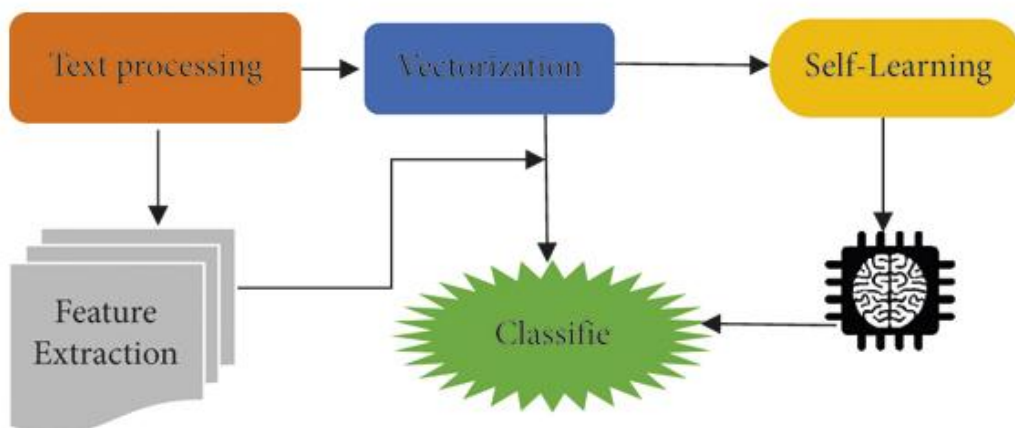 Text processing
Vectorization
Self-Learning
Feature
Extraction
Classifie